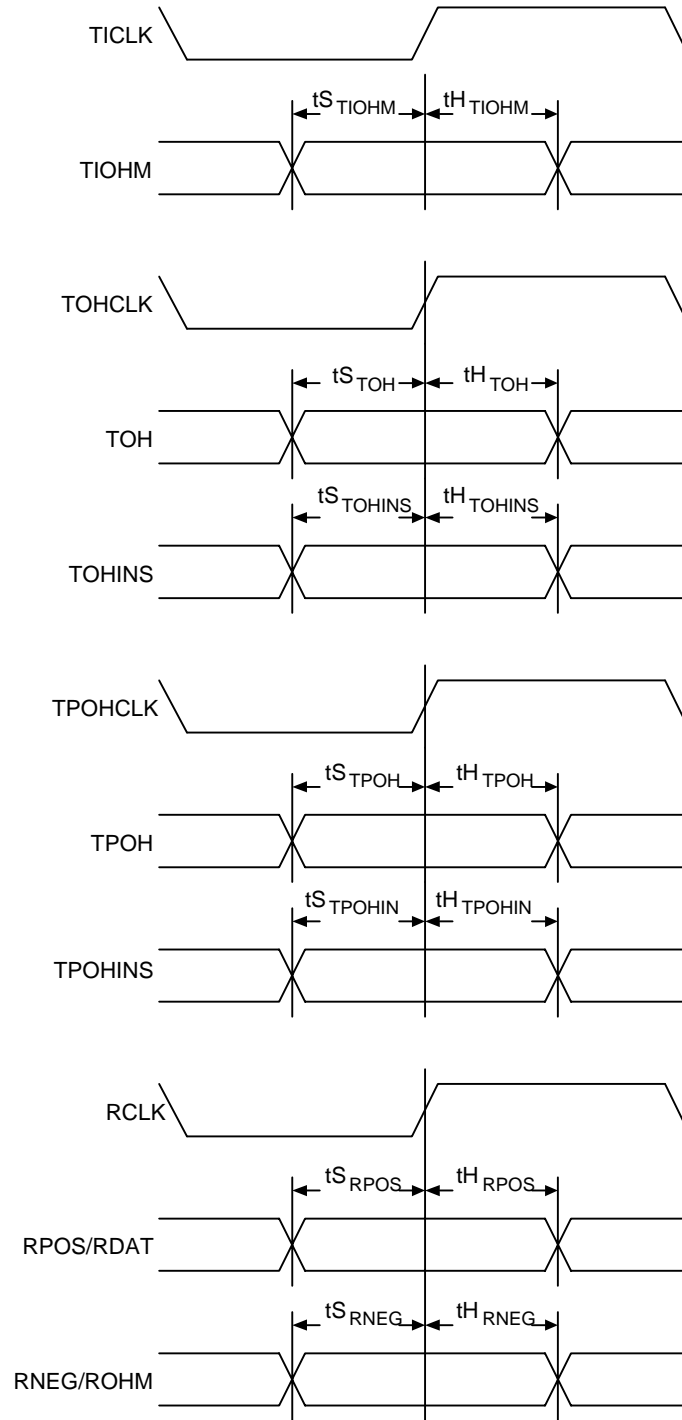 TICLK
tS TIOHM tH TIOHM
TIOHM
TOHCLK
tS TOH tH TOH
TOH
tS TOHINS tH TOHINS
TOHINS
TPOHCLK
tS TPOH tH TPOH
TPOH
tS TPOHIN tH TPOHIN
TPOHINS
RCLK
tS RPOS tH RPOS
RPOS/RDAT
tS RNEG tH RNEG
RNEG/ROHM